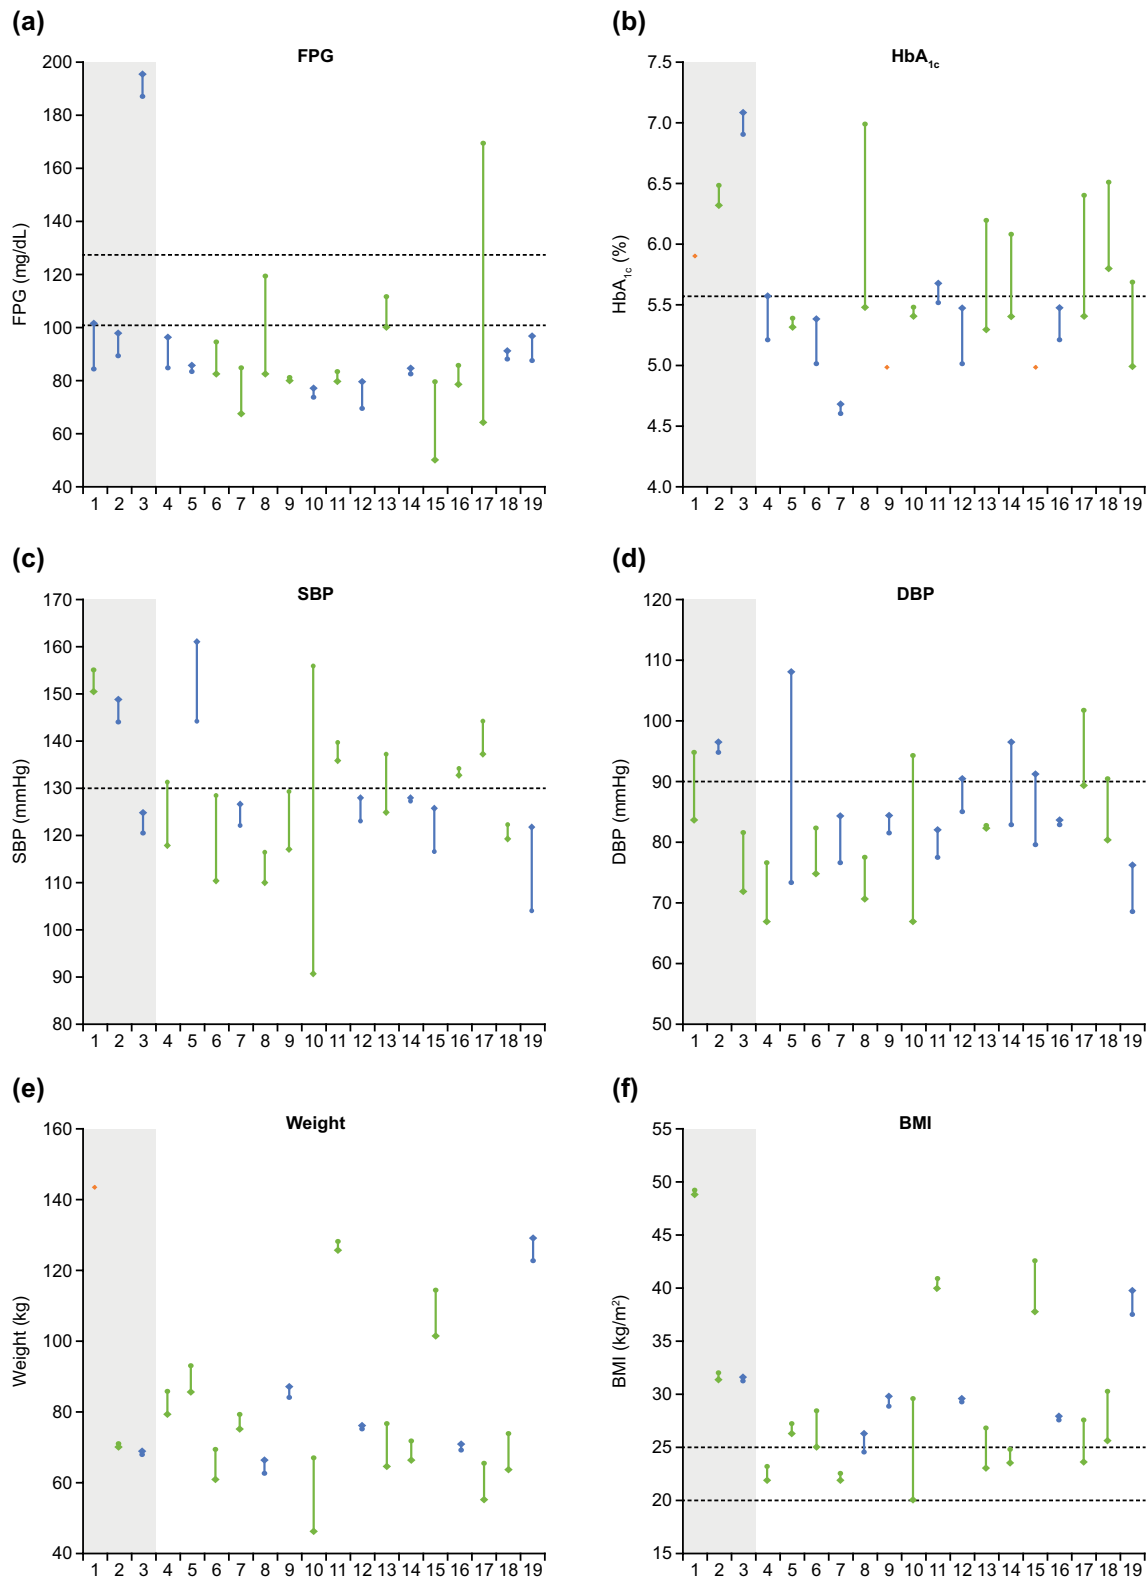 (a)
FPG
FPG (mg/dL)
200
180
160
140
120
100
80
60
40
1 2 3 4 5 6 7 8 9 10 11 12 13 14 15 16 17 18 19
(b)
HbA1c
HbA1c (%)
7.5
7.0
6.5
6.0
5.5
5.0
4.5
4.0
1 2 3 4 5 6 7 8 9 10 11 12 13 14 15 16 17 18 19
(c)
SBP
SBP (mmHg)
170
160
150
140
130
120
110
100
90
80
1 2 3 4 5 6 7 8 9 10 11 12 13 14 15 16 17 18 19
(d)
DBP
DBP (mmHg)
120
110
100
90
80
70
60
50
1 2 3 4 5 6 7 8 9 10 11 12 13 14 15 16 17 18 19
(e)
Weight
Weight (kg)
160
140
120
100
80
60
40
1 2 3 4 5 6 7 8 9 10 11 12 13 14 15 16 17 18 19
(f)
BMI
BMI (kg/m²)
55
50
45
40
35
30
25
20
15
1 2 3 4 5 6 7 8 9 10 11 12 13 14 15 16 17 18 19